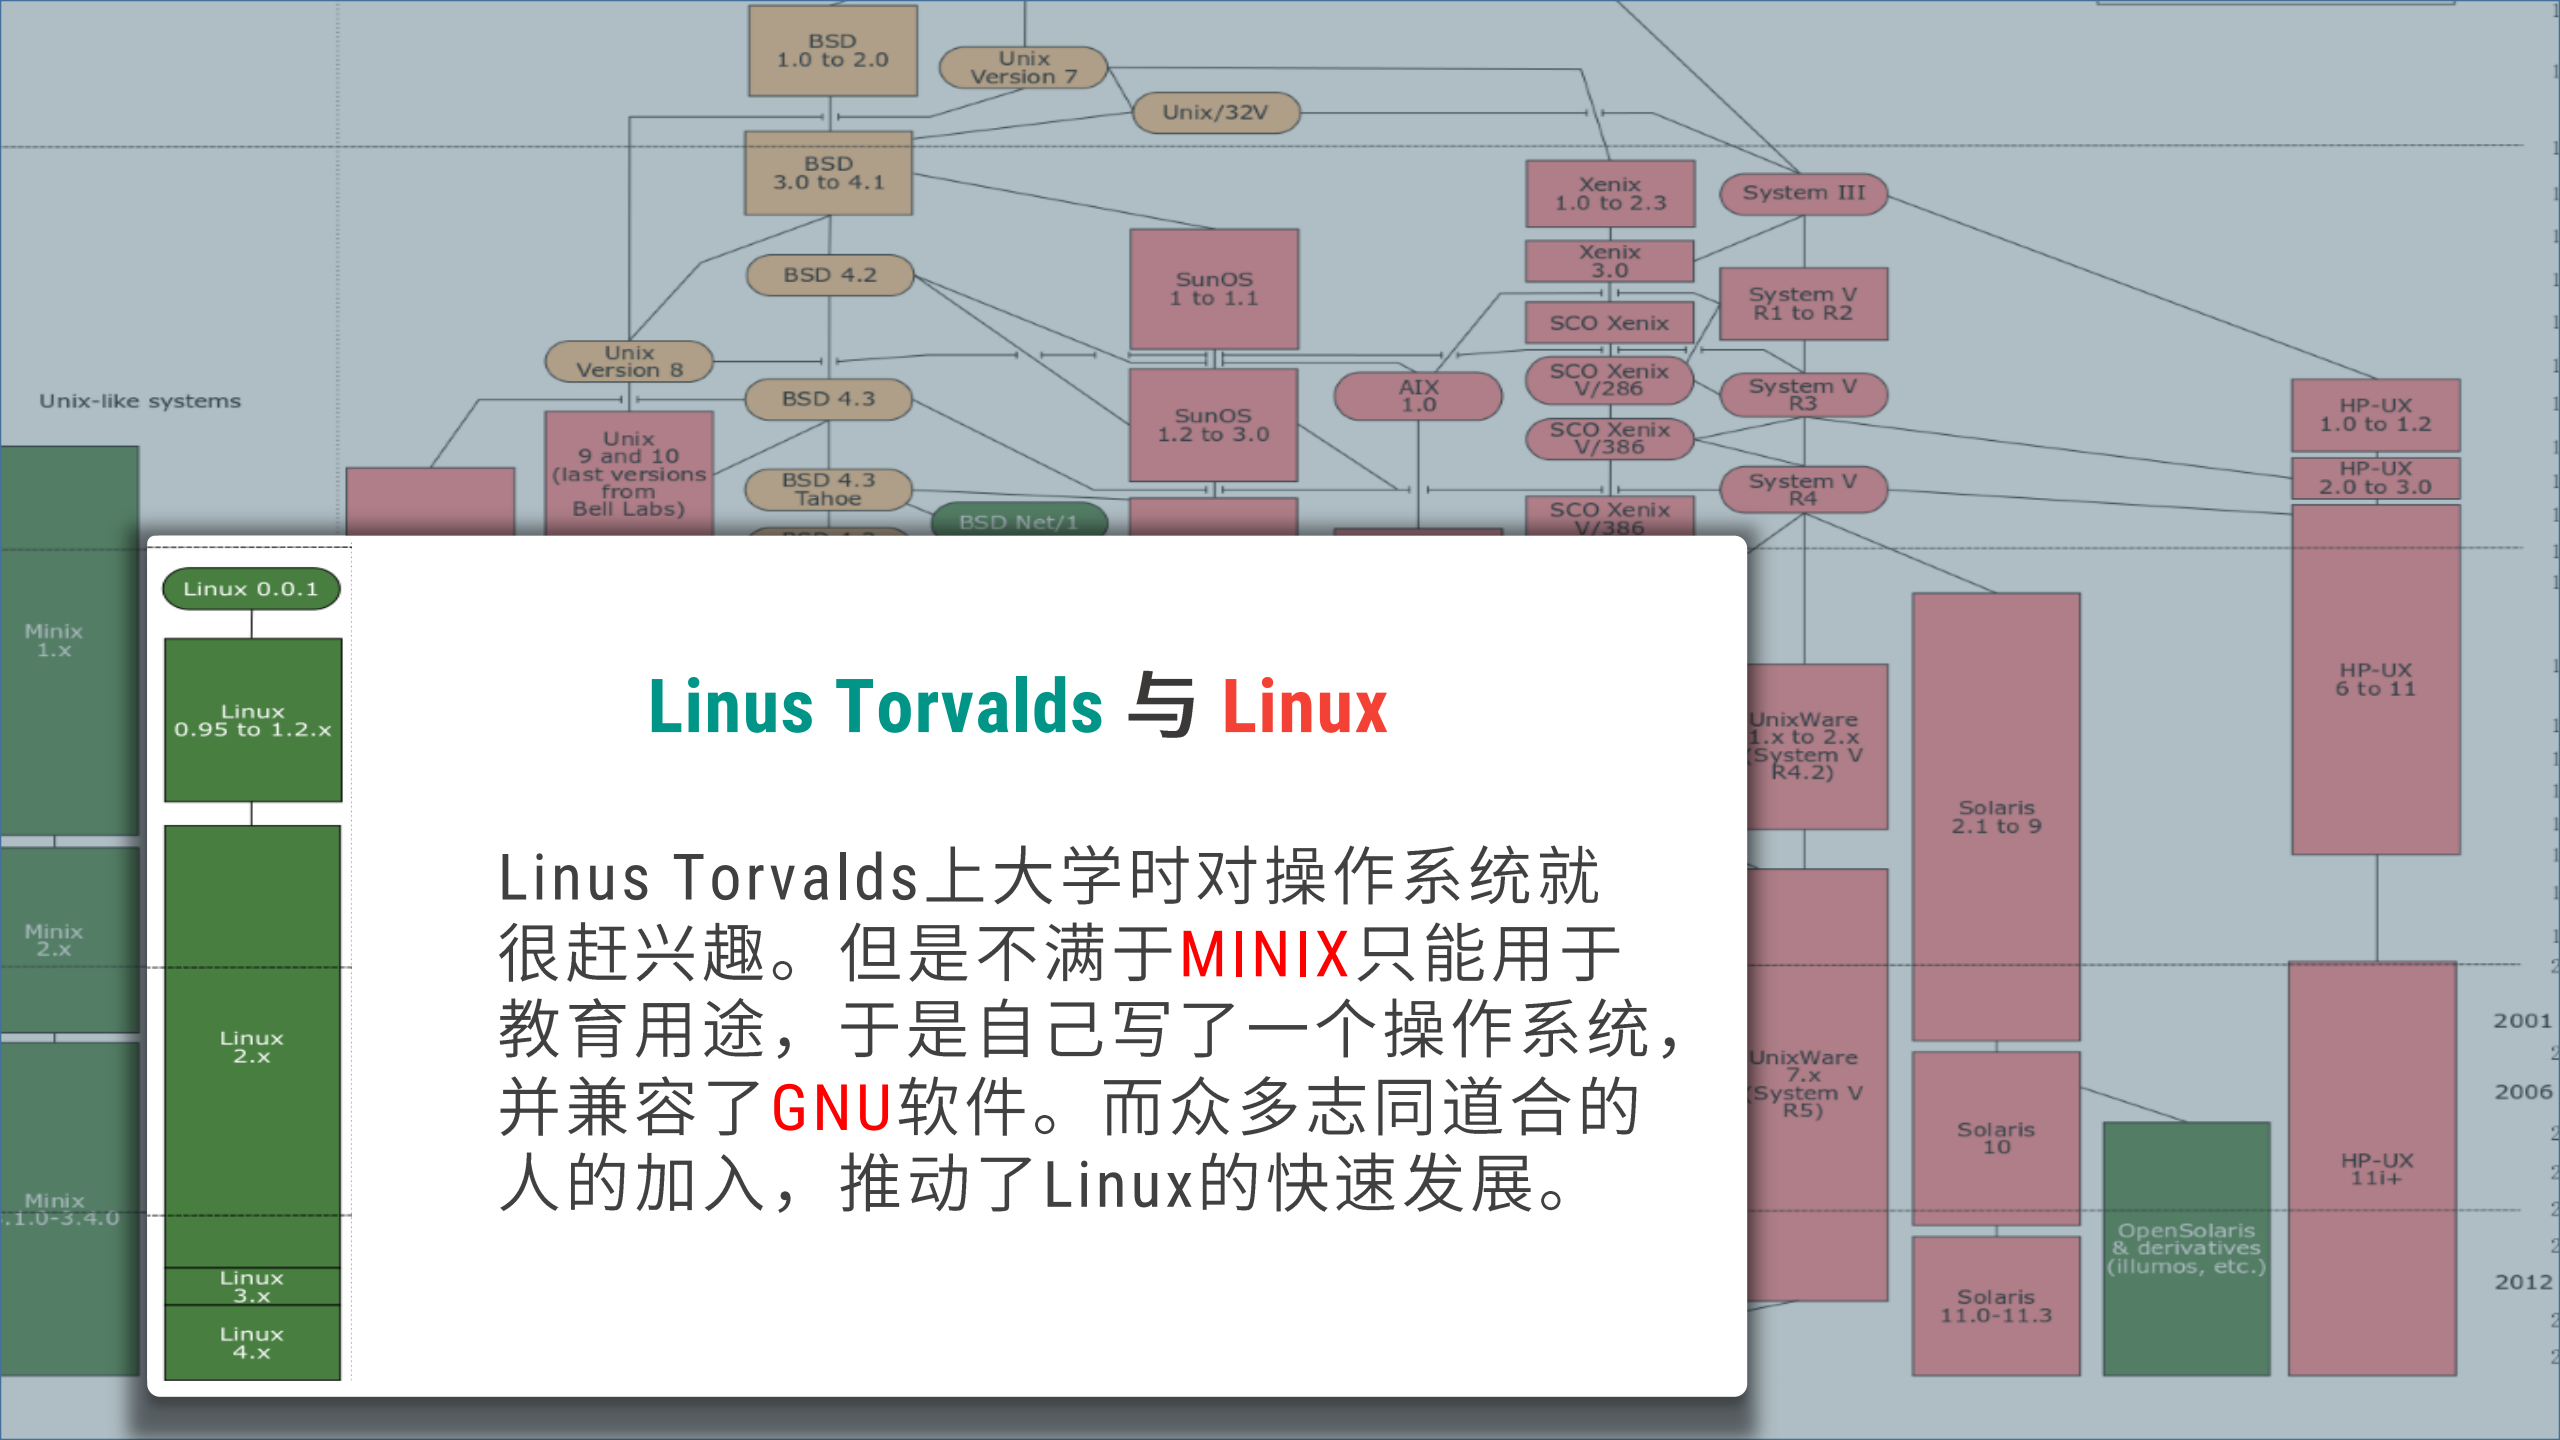 BSD
1.0 to 2.0
Unix
Version 7
Unix/32V
BSD
3.0 to 4.1
Xenix
1.0 to 2.3
System III
Xenix
3.0
BSD 4.2
SunOS
1 to 1.1
System V
R1 to R2
SCO Xenix
Unix
Version 8
SCO Xenix
V/286
System V
R3
AIX
1.0
BSD 4.3
Unix-like systems
HP-UX
1.0 to 1.2
SunOS
1.2 to 3.0
SCO Xenix
V/386
Unix
9 and 10
(last versions
from
Bell Labs)
BSD 4.3
Tahoe
System V
R4
HP-UX
2.0 to 3.0
BSD Net/1
SCO Xenix
V/386
Minix
1.x
Minix
2.x
Minix
.1.0-3.4.0
Linux 0.0.1
Linux
0.95 to 1.2.x
Linux
2.x
Linux
3.x
Linux
4.x
Linus Torvalds 与 Linux
Linus Torvalds上大学时对操作系统就
很赶兴趣。但是不满于MINIX只能用于
教育用途，于是自己写了一个操作系统，
并兼容了GNU软件。而众多志同道合的
人的加入，推动了Linux的快速发展。
UnixWare
1.x to 2.x
(System V
R4.2)
UnixWare
7.x
(System V
R5)
Solaris
2.1 to 9
Solaris
10
Solaris
11.0-11.3
OpenSolaris
& derivatives
(illumos, etc.)
HP-UX
6 to 11
HP-UX
11i+
2001
2006
2012